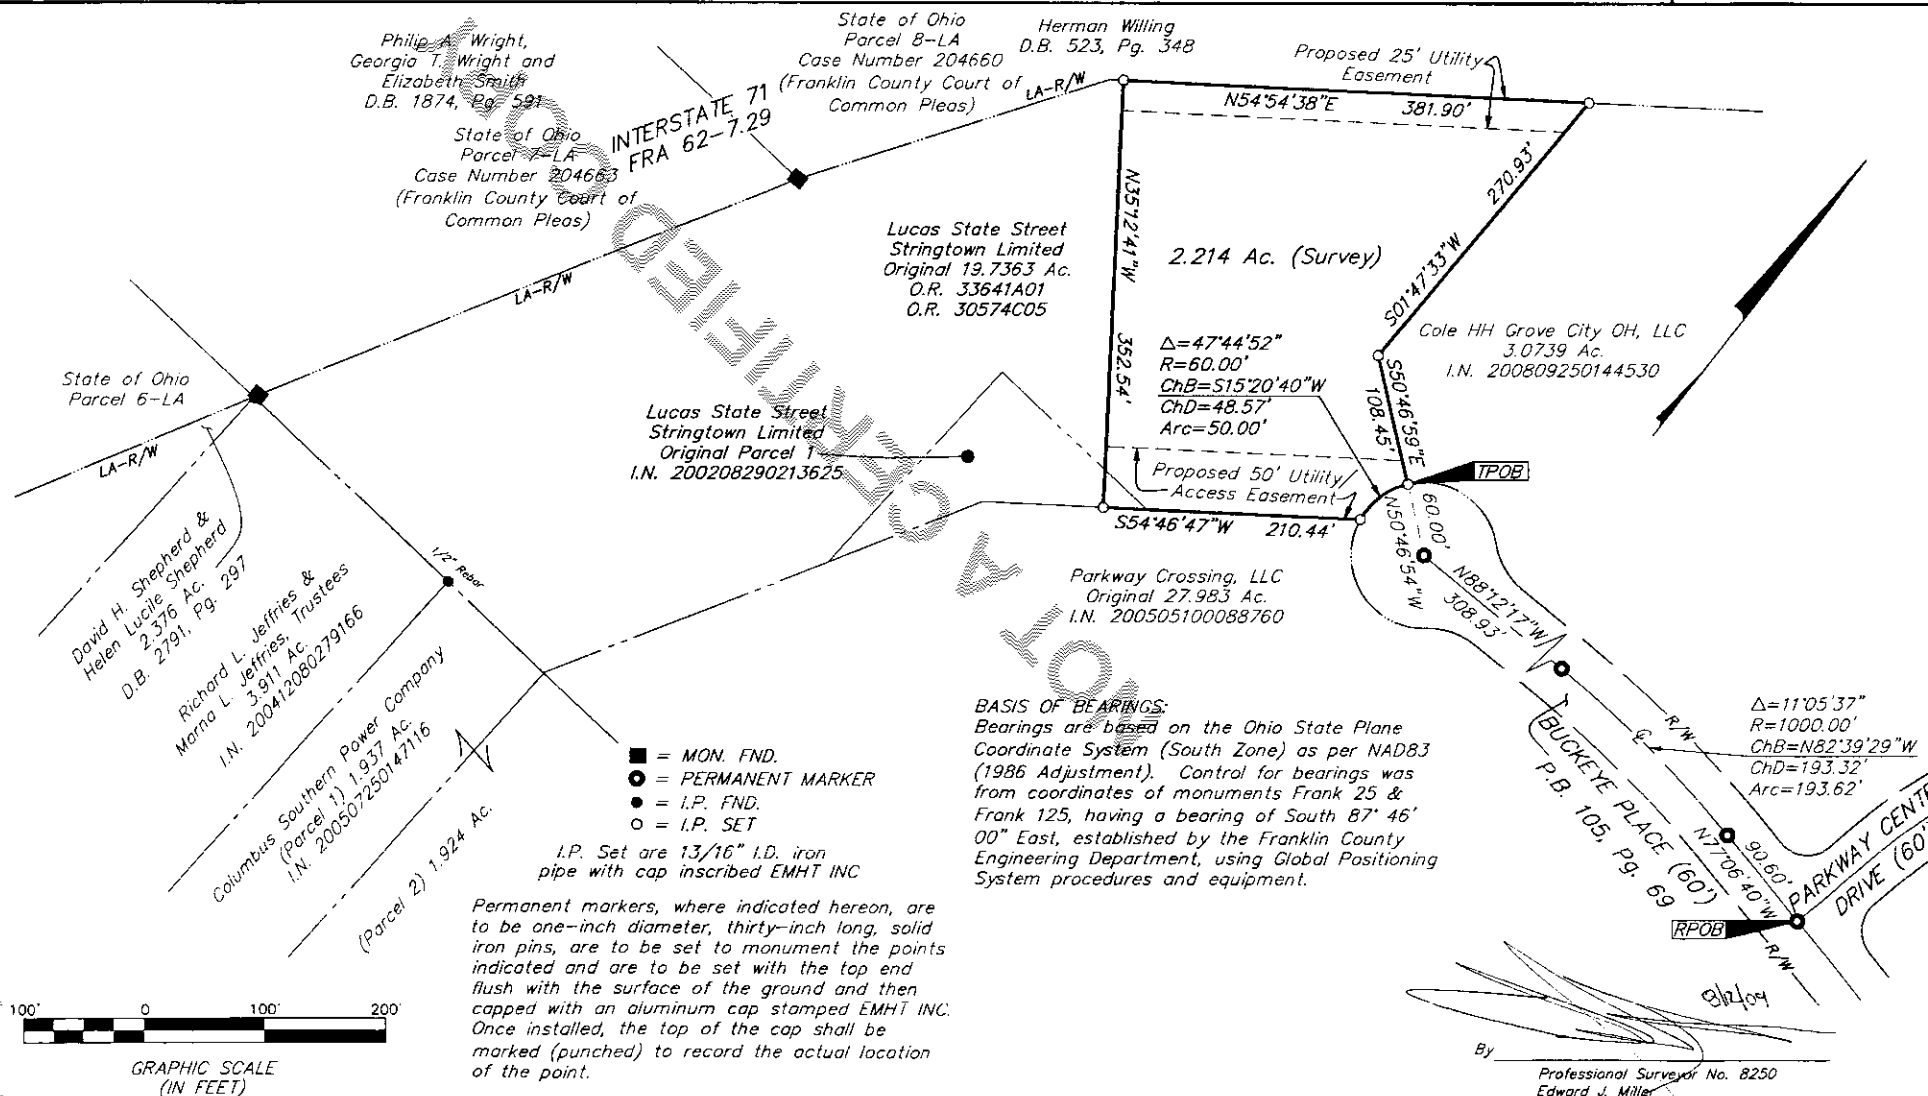 Philip A. Wright,
Georgia T. Wright and
Elizabeth Smith
D.B. 1874, Pg. 591
State of Ohio
Parcel 7-LA
Case Number 204663
(Franklin County Court of
Common Pleas)
INTERSTATE 71
FRA 62-7.29
State of Ohio
Parcel 8-LA
Case Number 204660
(Franklin County Court of
Common Pleas)
LA-R/W
Herman Willing
D.B. 523, Pg. 348
Proposed 25' Utility
Easement
N54°54'38"E 381.90'
270.93'
S01°47'33"W
N35°12'41"W
352.54'
2.214 Ac. (Survey)
Lucas State Street
Stringtown Limited
Original 19.7363 Ac.
O.R. 33641A01
O.R. 30574C05
LA-R/W
Cole HH Grove City OH, LLC
3.0739 Ac.
I.N. 200809250144530
Δ=47°44'52"
R=60.00'
ChB=S15°20'40"W
ChD=48.57'
Arc=50.00'
S50°46'59"E
108.45'
State of Ohio
Parcel 6-LA
LA-R/W
Lucas State Street
Stringtown Limited
Original Parcel 1
I.N. 200208290213625
Proposed 50' Utility/
Access Easement
TPOB
S54°46'47"W 210.44'
60.00'
N50°46'54"W
N88°12'17"W
308.93'
Parkway Crossing, LLC
Original 27.983 Ac.
I.N. 200505100088760
1/2" Rebar
David H. Shepherd &
Helen Lucile Shepherd
2.376 Ac.
D.B. 2791, Pg. 297
Richard L. Jeffries &
Marna L. Jeffries, Trustees
3.911 Ac.
I.N. 200412080279166
Columbus Southern Power Company
(Parcel 1) 1.937 Ac.
I.N. 200507250147116
(Parcel 2) 1.924 Ac.
NOT A CERTIFIED COPY
■ = MON. FND.
= PERMANENT MARKER
● = I.P. FND.
○ = I.P. SET
I.P. Set are 13/16" I.D. iron
pipe with cap inscribed EMHT INC
Permanent markers, where indicated hereon, are
to be one-inch diameter, thirty-inch long, solid
iron pins, are to be set to monument the points
indicated and are to be set with the top end
flush with the surface of the ground and then
capped with an aluminum cap stamped EMHT INC.
Once installed, the top of the cap shall be
marked (punched) to record the actual location
of the point.
BASIS OF BEARINGS:
Bearings are based on the Ohio State Plane
Coordinate System (South Zone) as per NAD83
(1986 Adjustment). Control for bearings was
from coordinates of monuments Frank 25 &
Frank 125, having a bearing of South 87° 46'
00" East, established by the Franklin County
Engineering Department, using Global Positioning
System procedures and equipment.
R/W
Δ=11°05'37"
R=1000.00'
ChB=N82°39'29"W
ChD=193.32'
Arc=193.62'
BUCKEYE PLACE (60')
P.B. 105, Pg. 69
90.60'
N77°06'40"W
R/W
RPOB
PARKWAY CENTR
DRIVE (60'
100' 0 100' 200'
GRAPHIC SCALE
(IN FEET)
8/12/09
By
Professional Surveyor No. 8250
Edward J. Miller